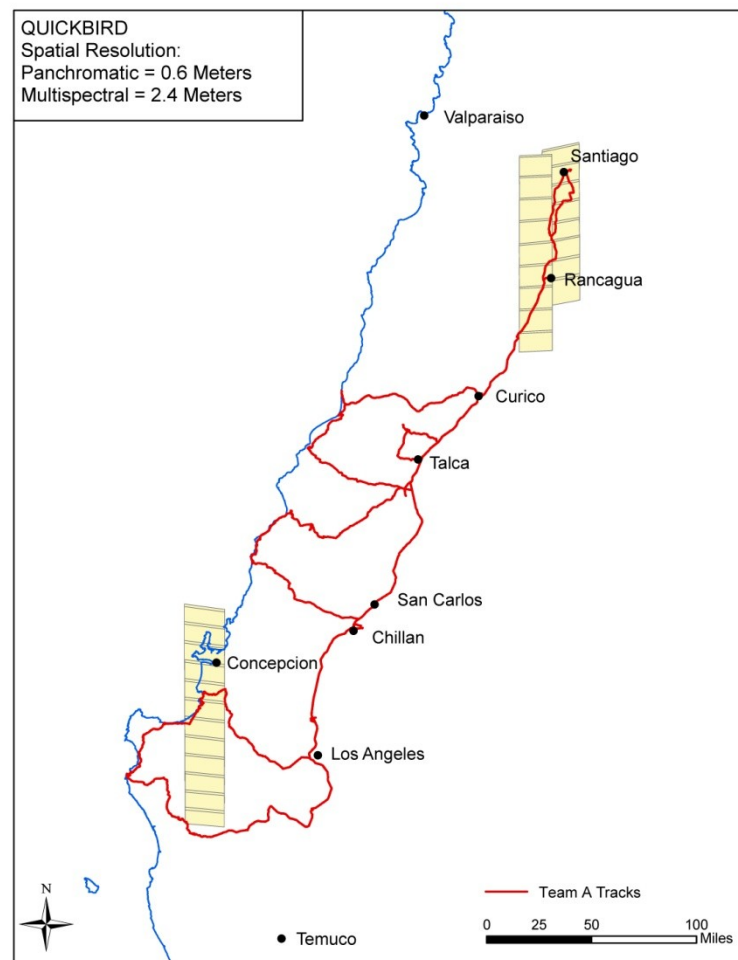 QUICKBIRD
Spatial Resolution:
Panchromatic = 0.6 Meters
Multispectral = 2.4 Meters
Valparaiso
Santiago
Rancagua
Curico
Talca
San Carlos
Chillan
Concepcion
Los Angeles
N
Team A Tracks
0 25 50 100
Miles
Temuco